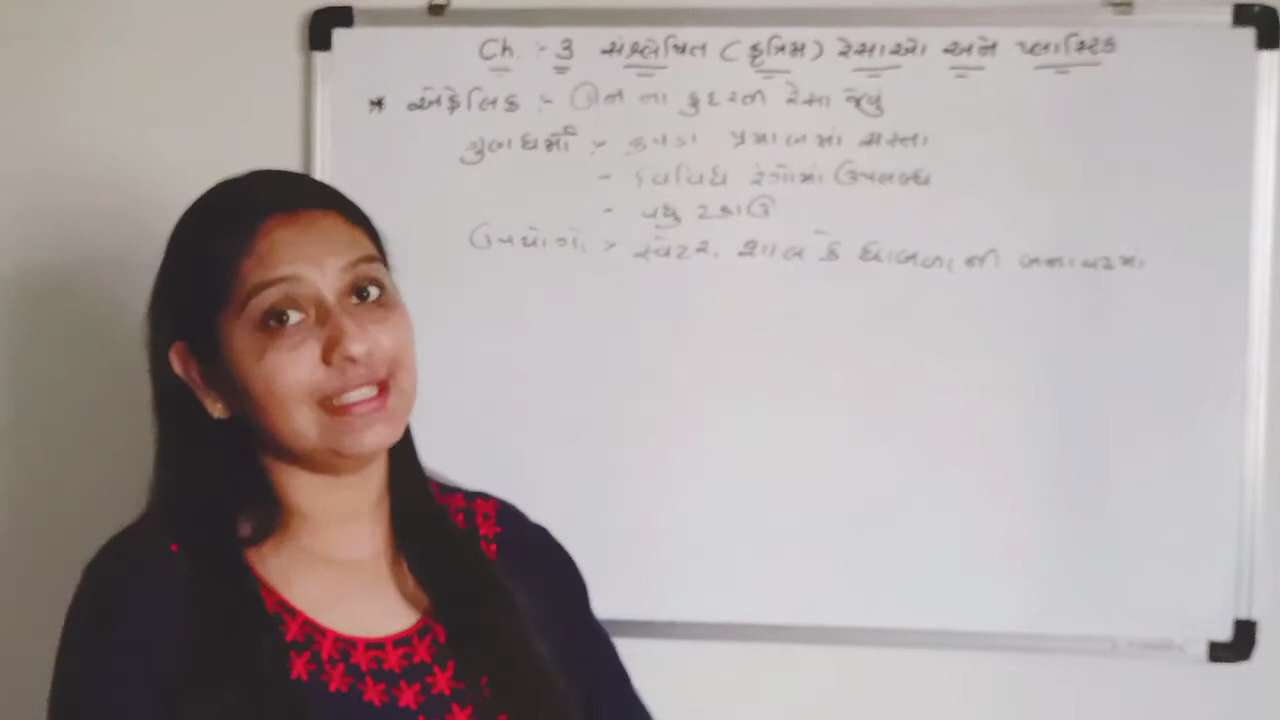 Ch. :- 3 સંશ્લેષિત (કૃત્રિમ) રેસાઓ અને પ્લાસ્ટિક
* એક્રેલિક :- ઊન ના કુદરતી રેસા જેવું
ગુણધર્મો :- કપડા પ્રમાણમાં સસ્તા
- વિવિધ રંગોમાં ઉપલબ્ધ
- વધુ ટકાઉ
ઉપયોગો :- સ્વેટર, શાલ કે ધાબળાની બનાવટમાં